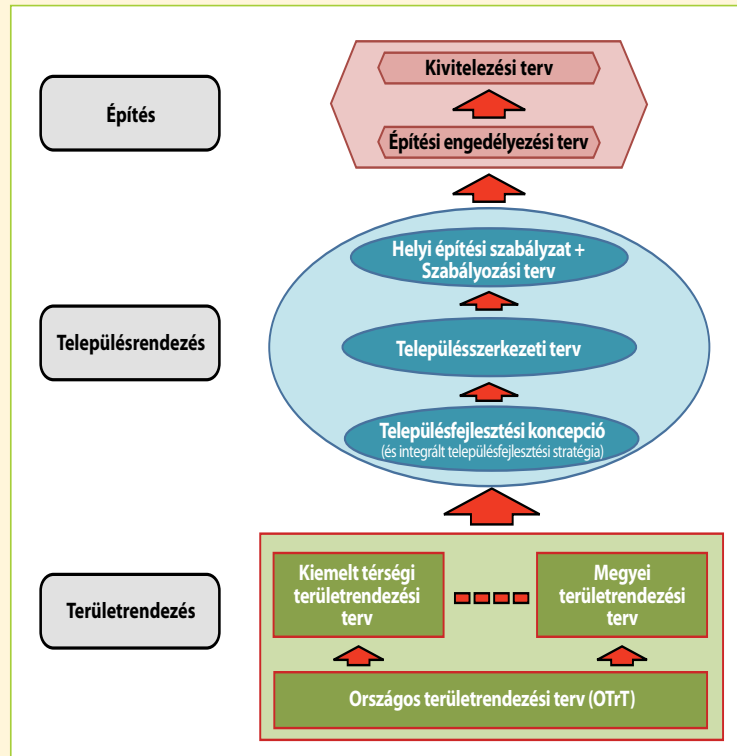 Építés
Kivitelezési terv
Építési engedélyezési terv
Településrendezés
Helyi építési szabályzat +
Szabályozási terv
Településszerkezeti terv
Településfejlesztési koncepció
(és integrált településfejlesztési stratégia)
Területrendezés
Kiemelt térségi
területrendezési
terv
Megyei
területrendezési
terv
Országos területrendezési terv (OTrT)